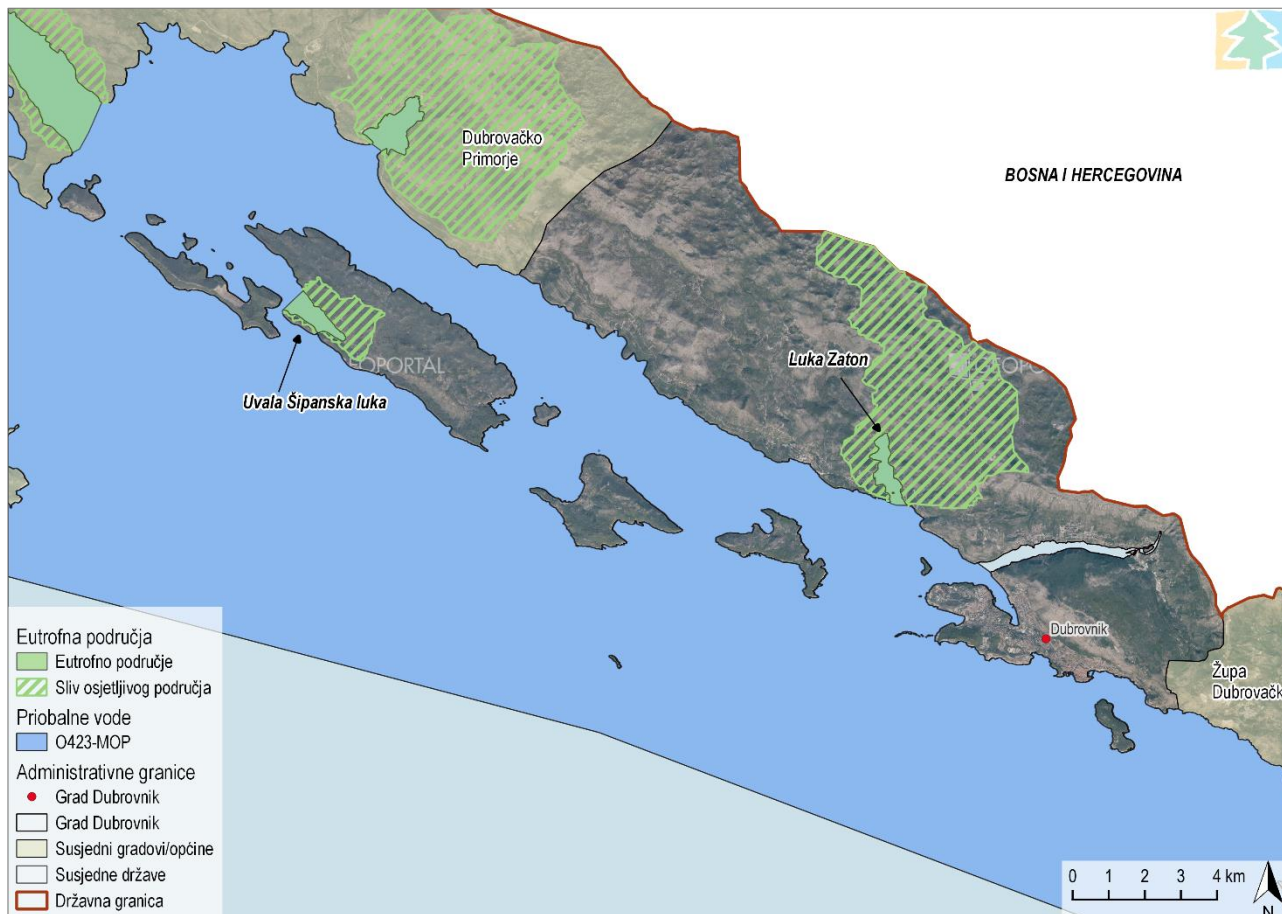 Dubrovačko
Primorje
BOSNA I HERCEGOVINA
Luka Zaton
GEOPORTAL
OPORTAL
Uvala Šipanska luka
Dubrovnik
Župa
Dubrovačk
Eutrofna područja
Eutrofno područje
Sliv osjetljivog područja
Priobalne vode
O423-MOP
Administrativne granice
Grad Dubrovnik
Grad Dubrovnik
Susjedni gradovi/općine
Susjedne države
Državna granica
0 1 2 3 4 km
N